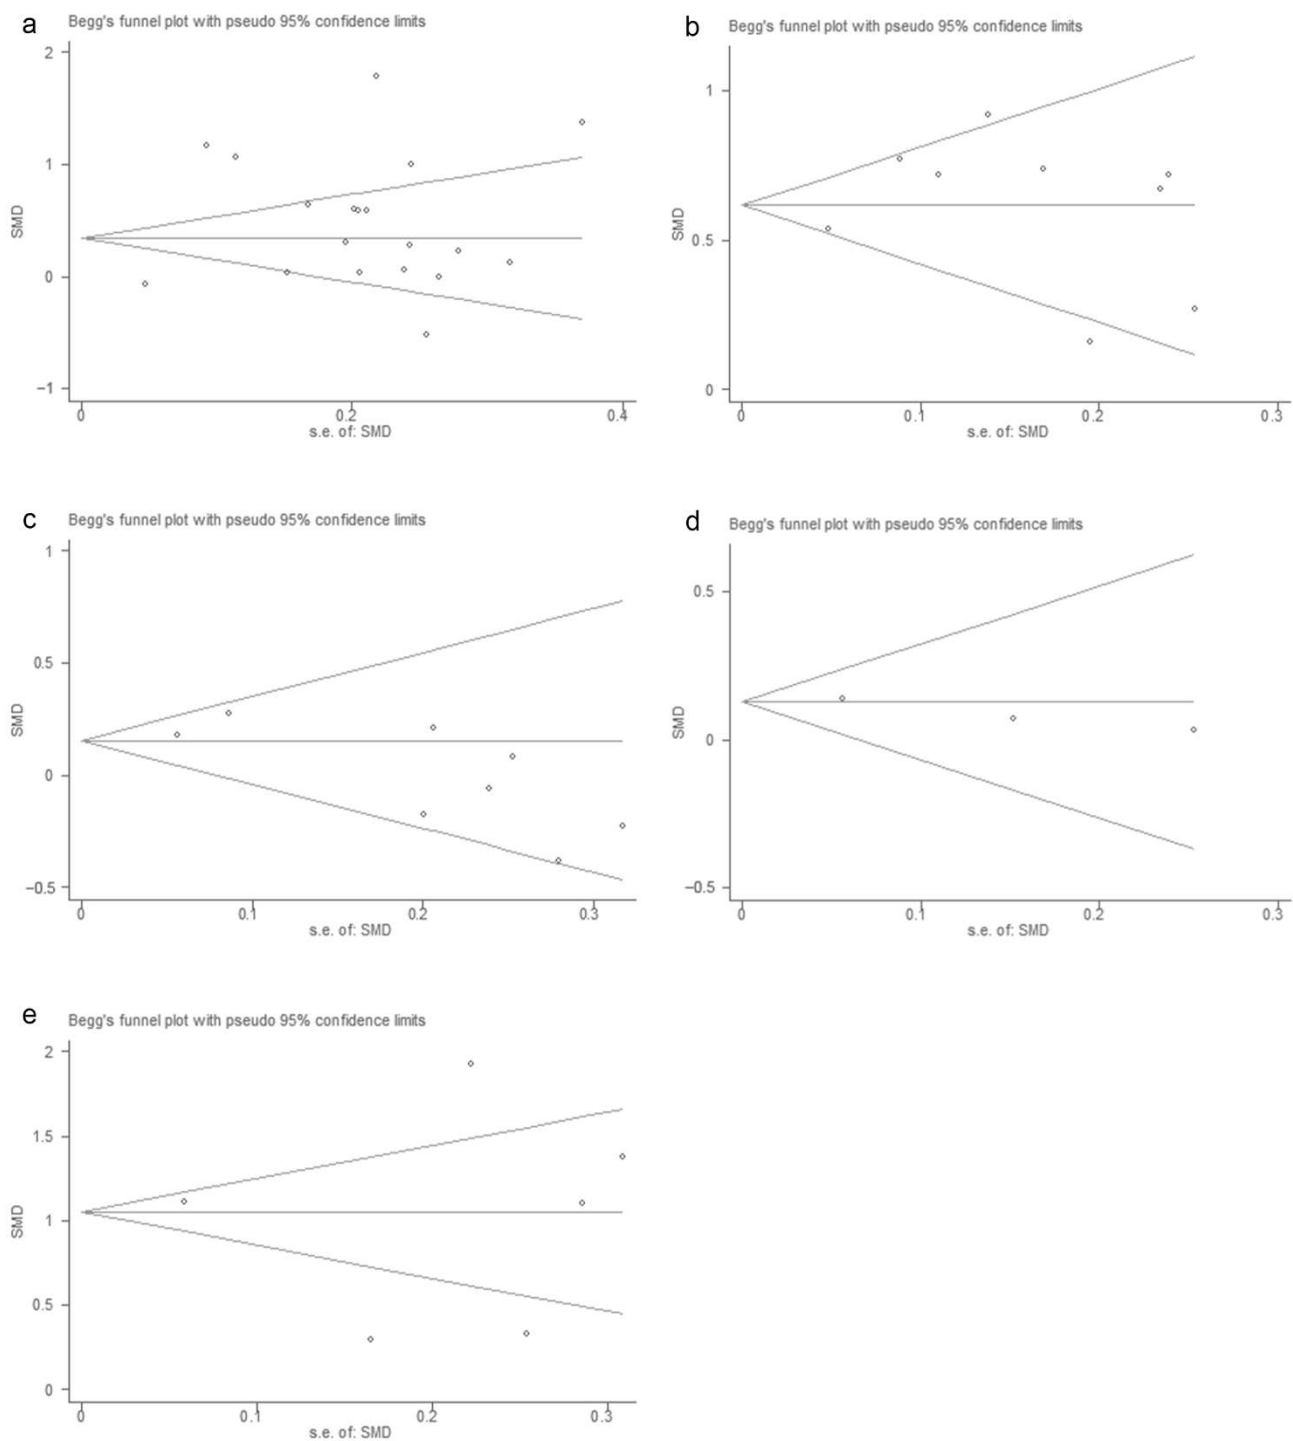 a Begg's funnel plot with pseudo 95% confidence limits
2
1
0
−1
SMD
0 0.2 0.4
s.e. of: SMD
b Begg's funnel plot with pseudo 95% confidence limits
1
0.5
0
SMD
0 0.1 0.2 0.3
s.e. of: SMD
c Begg's funnel plot with pseudo 95% confidence limits
1
0.5
0
−0.5
SMD
0 0.1 0.2 0.3
s.e. of: SMD
d Begg's funnel plot with pseudo 95% confidence limits
0.5
0
−0.5
SMD
0 0.1 0.2 0.3
s.e. of: SMD
e Begg's funnel plot with pseudo 95% confidence limits
2
1.5
1
0.5
0
SMD
0 0.1 0.2 0.3
s.e. of: SMD